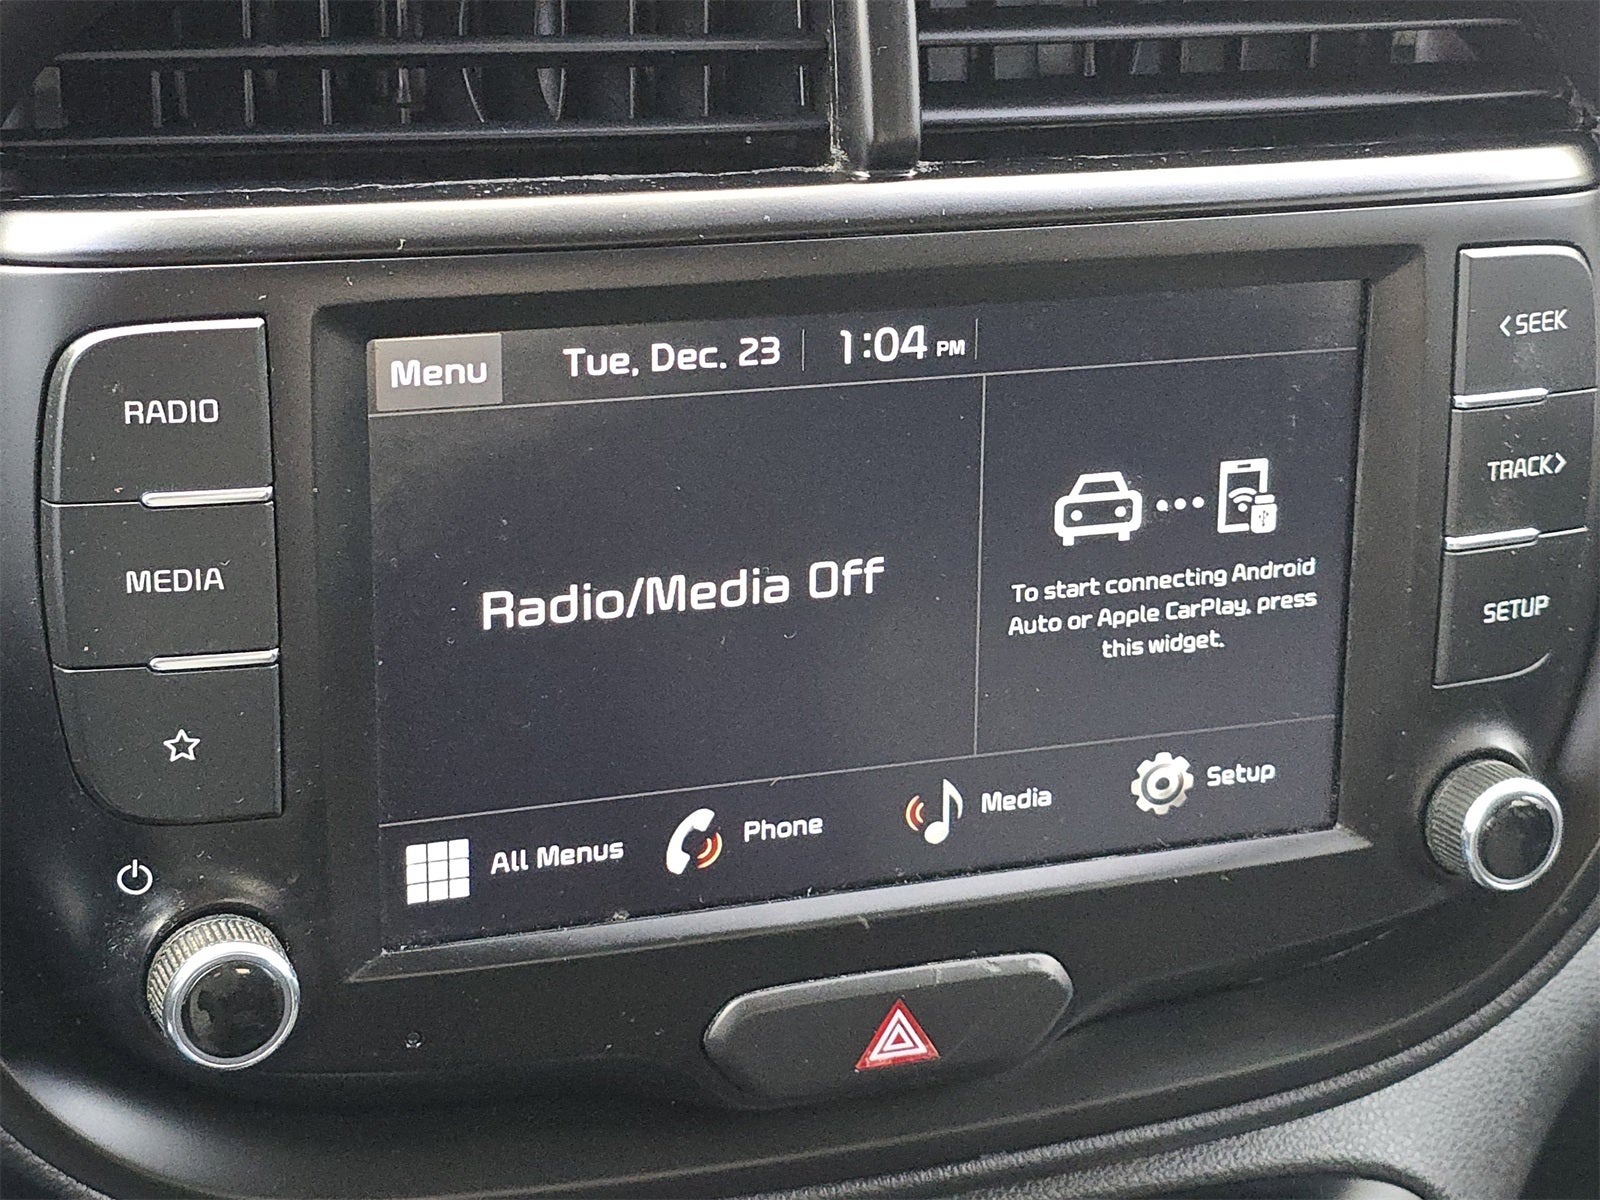 Menu
Tue, Dec. 23
1:04 PM
< SEEK
RADIO
TRACK >
MEDIA
Radio/Media Off
To start connecting Android
Auto or Apple CarPlay, press
this widget.
SETUP
All Menus
Phone
Media
Setup